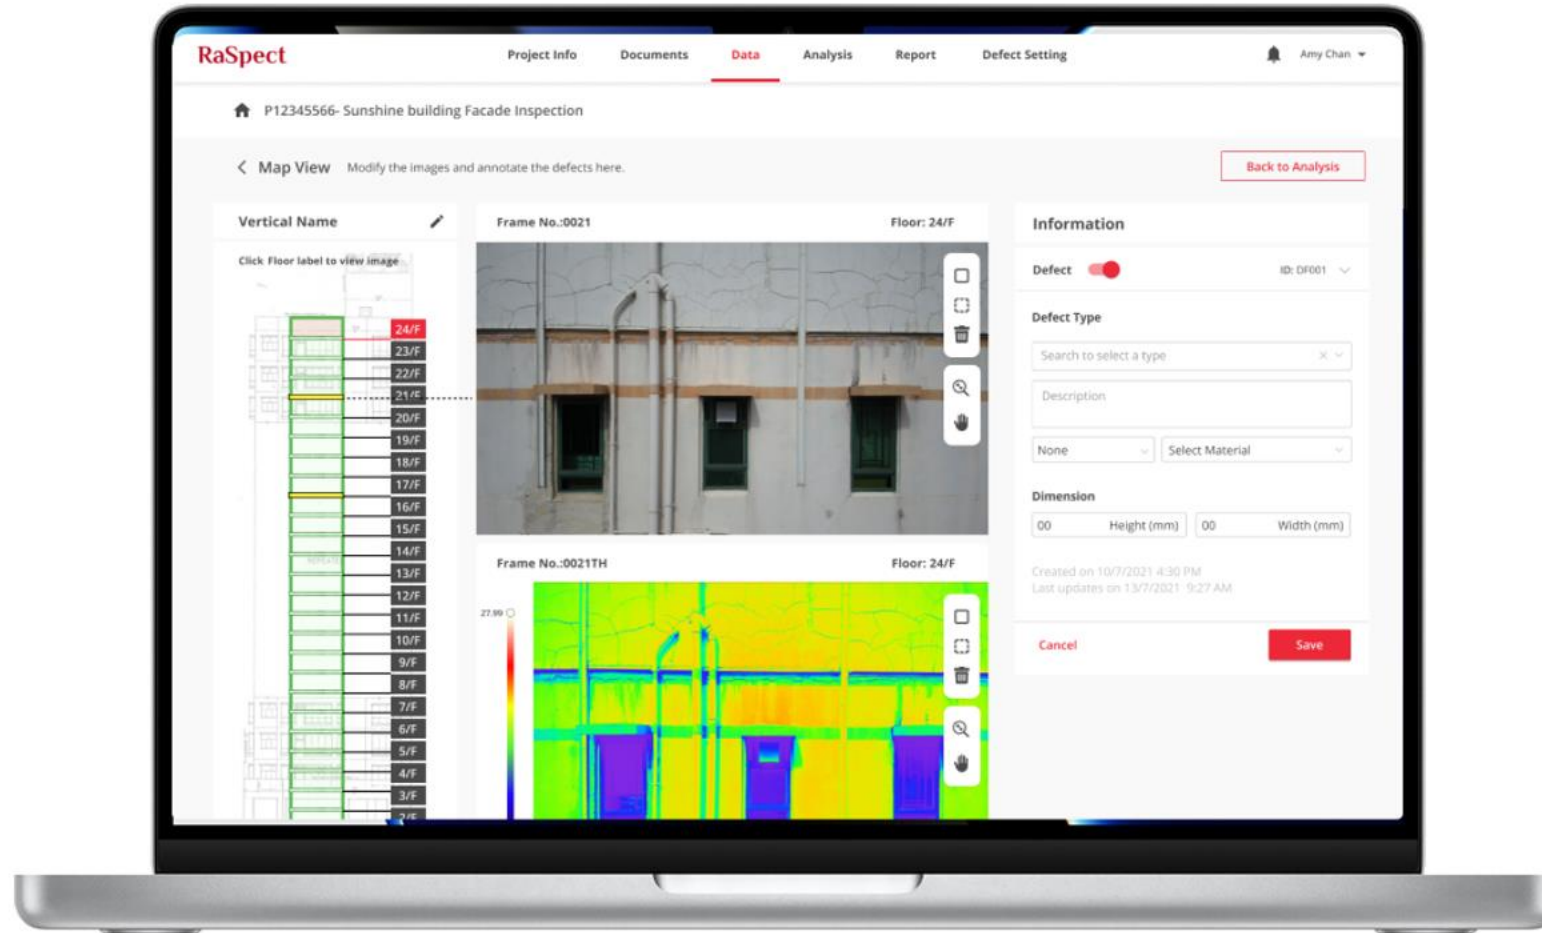 RaSpect
Project Info Documents Data Analysis Report Defect Setting Amy Chan
P12345566- Sunshine building Facade Inspection
Map View Modify the images and annotate the defects here. Back to Analysis
Vertical Name
Click Floor label to view image
24/F
23/F
22/F
21/F
20/F
19/F
18/F
17/F
16/F
15/F
14/F
13/F
12/F
11/F
10/F
9/F
8/F
7/F
6/F
5/F
4/F
3/F
2/F
Frame No.:0021 Floor: 24/F
Frame No.:0021TH Floor: 24/F
27.99
Information
Defect ID: DF001
Defect Type
Search to select a type
Description
None Select Material
Dimension
00 Height (mm) 00 Width (mm)
Created on 10/7/2021 4:30 PM
Last updates on 13/7/2021 9:27 AM
Cancel Save